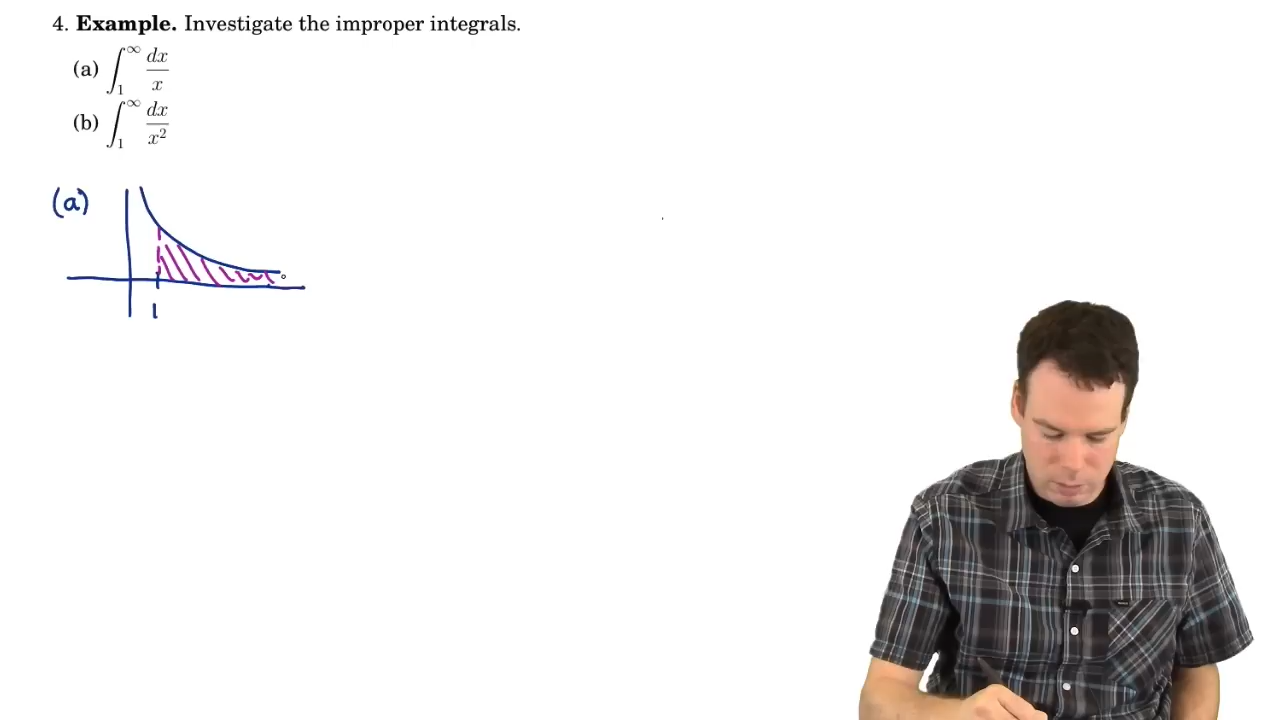 4. Example. Investigate the improper integrals.
(a) ∫₁^∞ dx/x
(b) ∫₁^∞ dx/x²
(a)
1